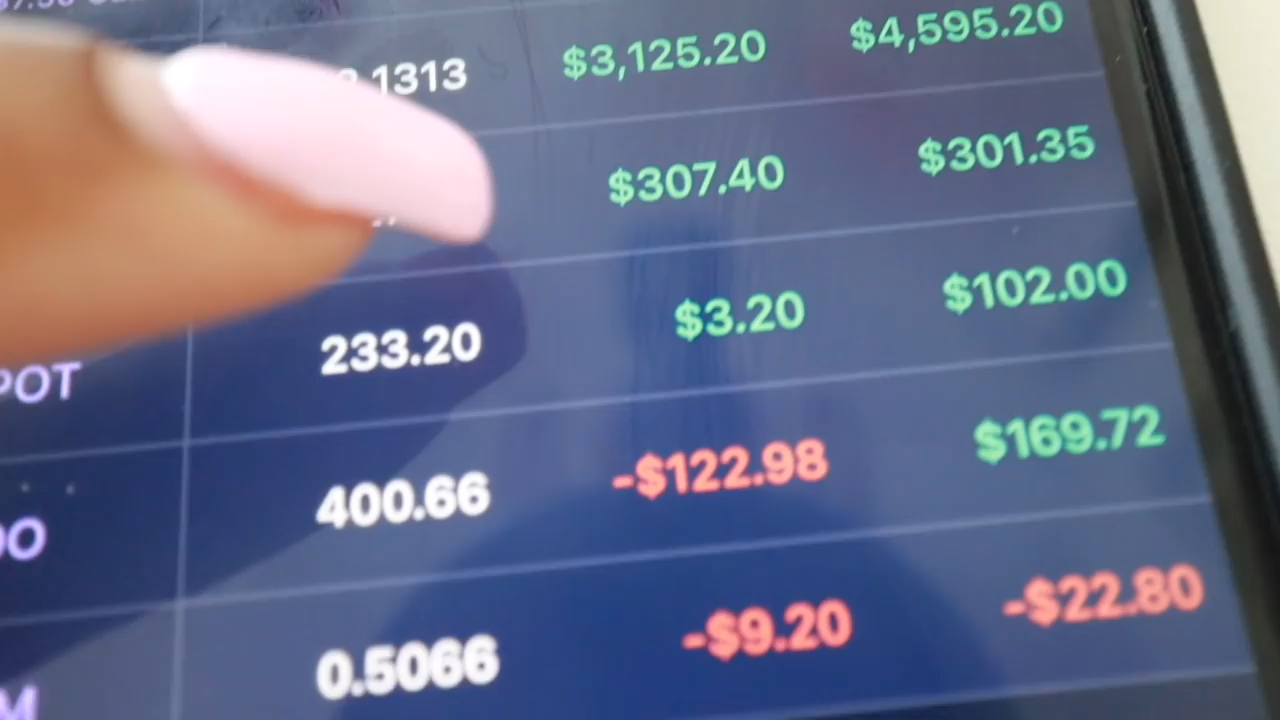 1313 $3,125.20 $4,595.20
$307.40 $301.35
POT 233.20 $3.20 $102.00
400.66 -$122.98 $169.72
0.5066 -$9.20 -$22.80